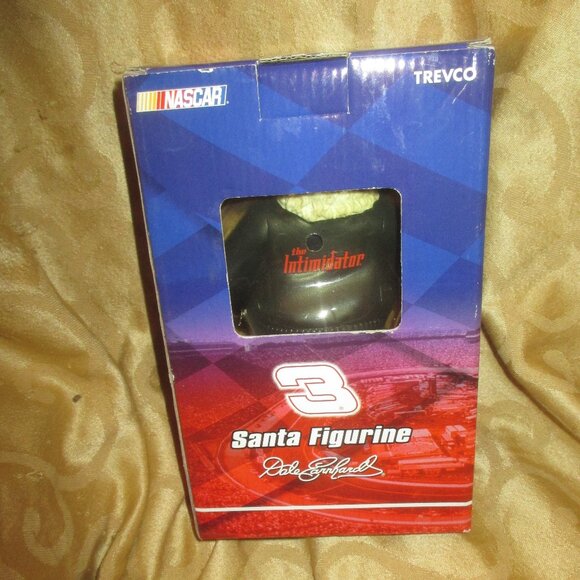 NASCAR
TREVCO
the
Intimidator
3
Santa Figurine
Dale Earnhardt